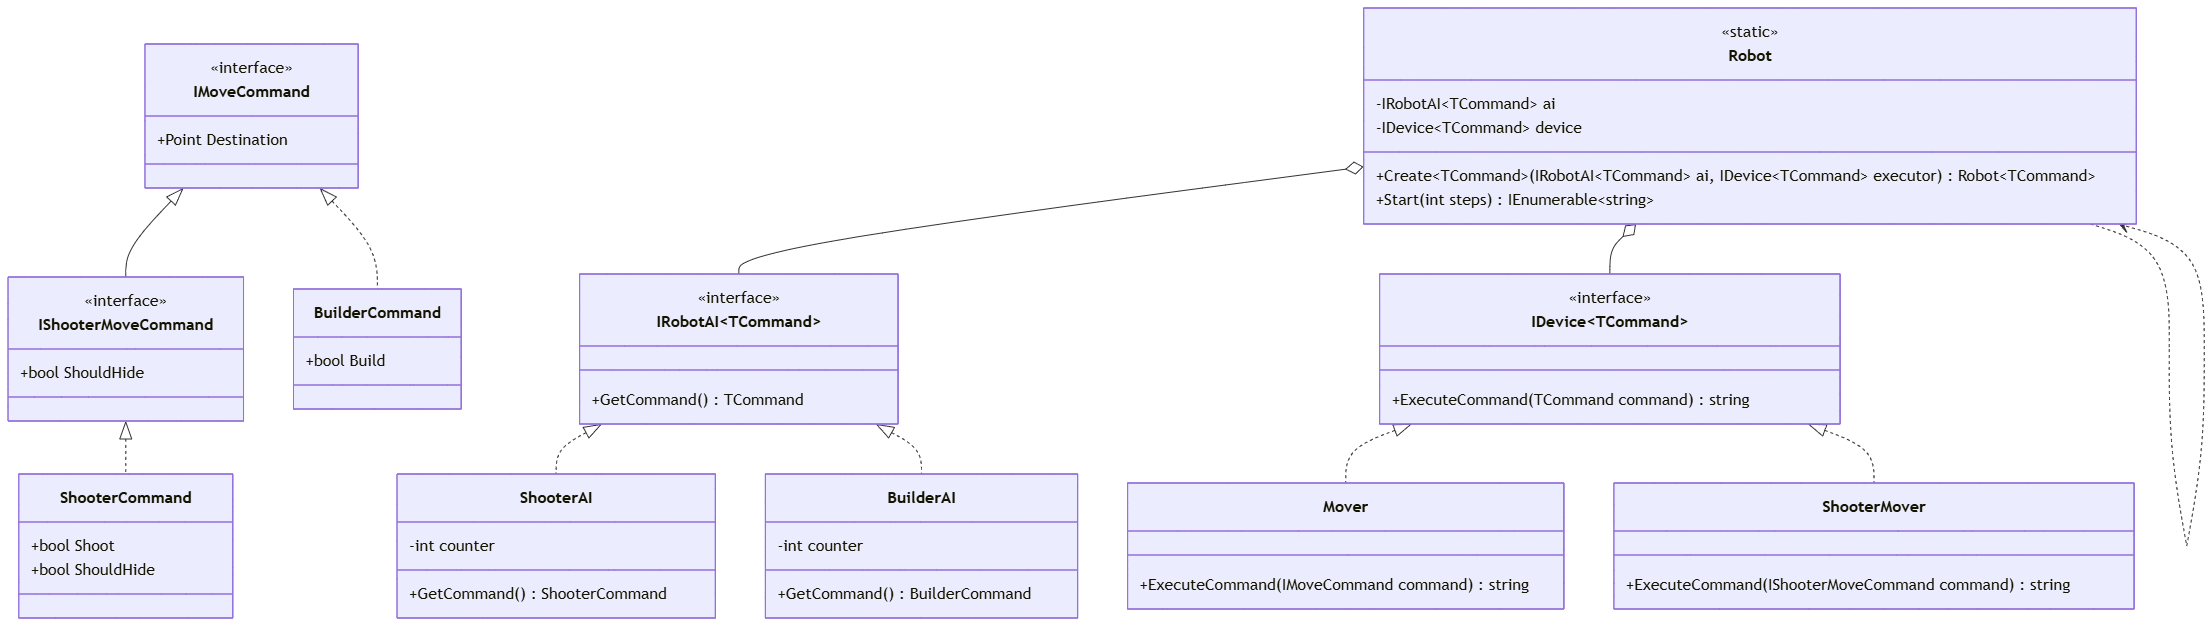 «static»
Robot
-IRobotAI<TCommand> ai
-IDevice<TCommand> device
+Create<TCommand>(IRobotAI<TCommand> ai, IDevice<TCommand> executor) : Robot<TCommand>
+Start(int steps) : IEnumerable<string>
«interface»
IMoveCommand
+Point Destination
«interface»
IShooterMoveCommand
+bool ShouldHide
BuilderCommand
+bool Build
«interface»
IRobotAI<TCommand>
+GetCommand() : TCommand
«interface»
IDevice<TCommand>
+ExecuteCommand(TCommand command) : string
ShooterCommand
+bool Shoot
+bool ShouldHide
ShooterAI
-int counter
+GetCommand() : ShooterCommand
BuilderAI
-int counter
+GetCommand() : BuilderCommand
Mover
+ExecuteCommand(IMoveCommand command) : string
ShooterMover
+ExecuteCommand(IShooterMoveCommand command) : string